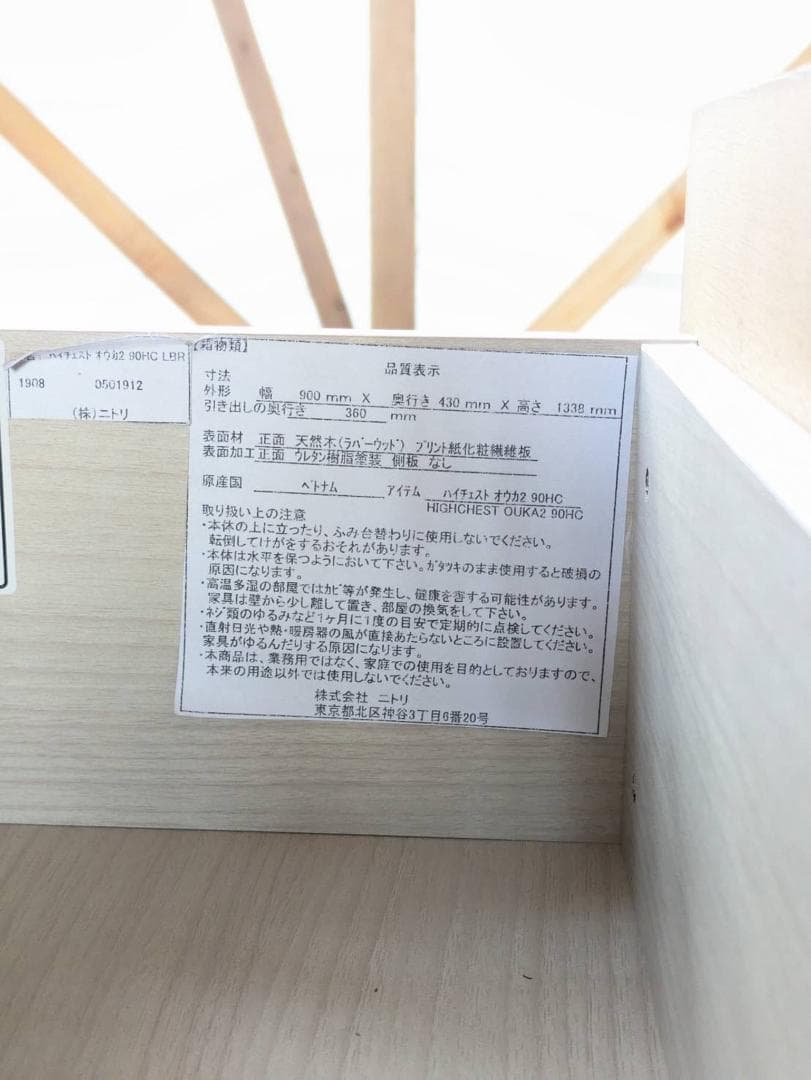 ハイチェスト オウカ2 90HC LBR
1908 0501912
(株)ニトリ
【箱物類】
品質表示
寸法
外形 幅 900 mm X 奥行き 430 mm X 高さ 1338 mm
引き出しの奥行き 360 mm
表面材 正面 天然木(ラバーウッド) プリント紙化粧繊維板
表面加工 正面 ウレタン樹脂塗装 側板 なし
原産国 ベトナム アイテム ハイチェスト オウカ2 90HC
HIGHCHEST OUKA2 90HC
取り扱い上の注意
・本体の上に立ったり、ふみ台替わりに使用しないでください。
転倒してけがをするおそれがあります。
・本体は水平を保つようにおいて下さい。ガタツキのまま使用すると破損の
原因になります。
・高温多湿の部屋ではカビ等が発生し、健康を害する可能性があります。
家具は壁から少し離して置き、部屋の換気をして下さい。
・ネジ類のゆるみなど1ヶ月に1度の目安で定期的に点検してください。
・直射日光や熱・暖房器の風が直接あたらないところに設置してください。
家具がゆるんだりする原因になります。
・本商品は、業務用ではなく、家庭での使用を目的としておりますので、
本来の用途以外では使用しないでください。
株式会社 ニトリ
東京都北区神谷3丁目6番20号